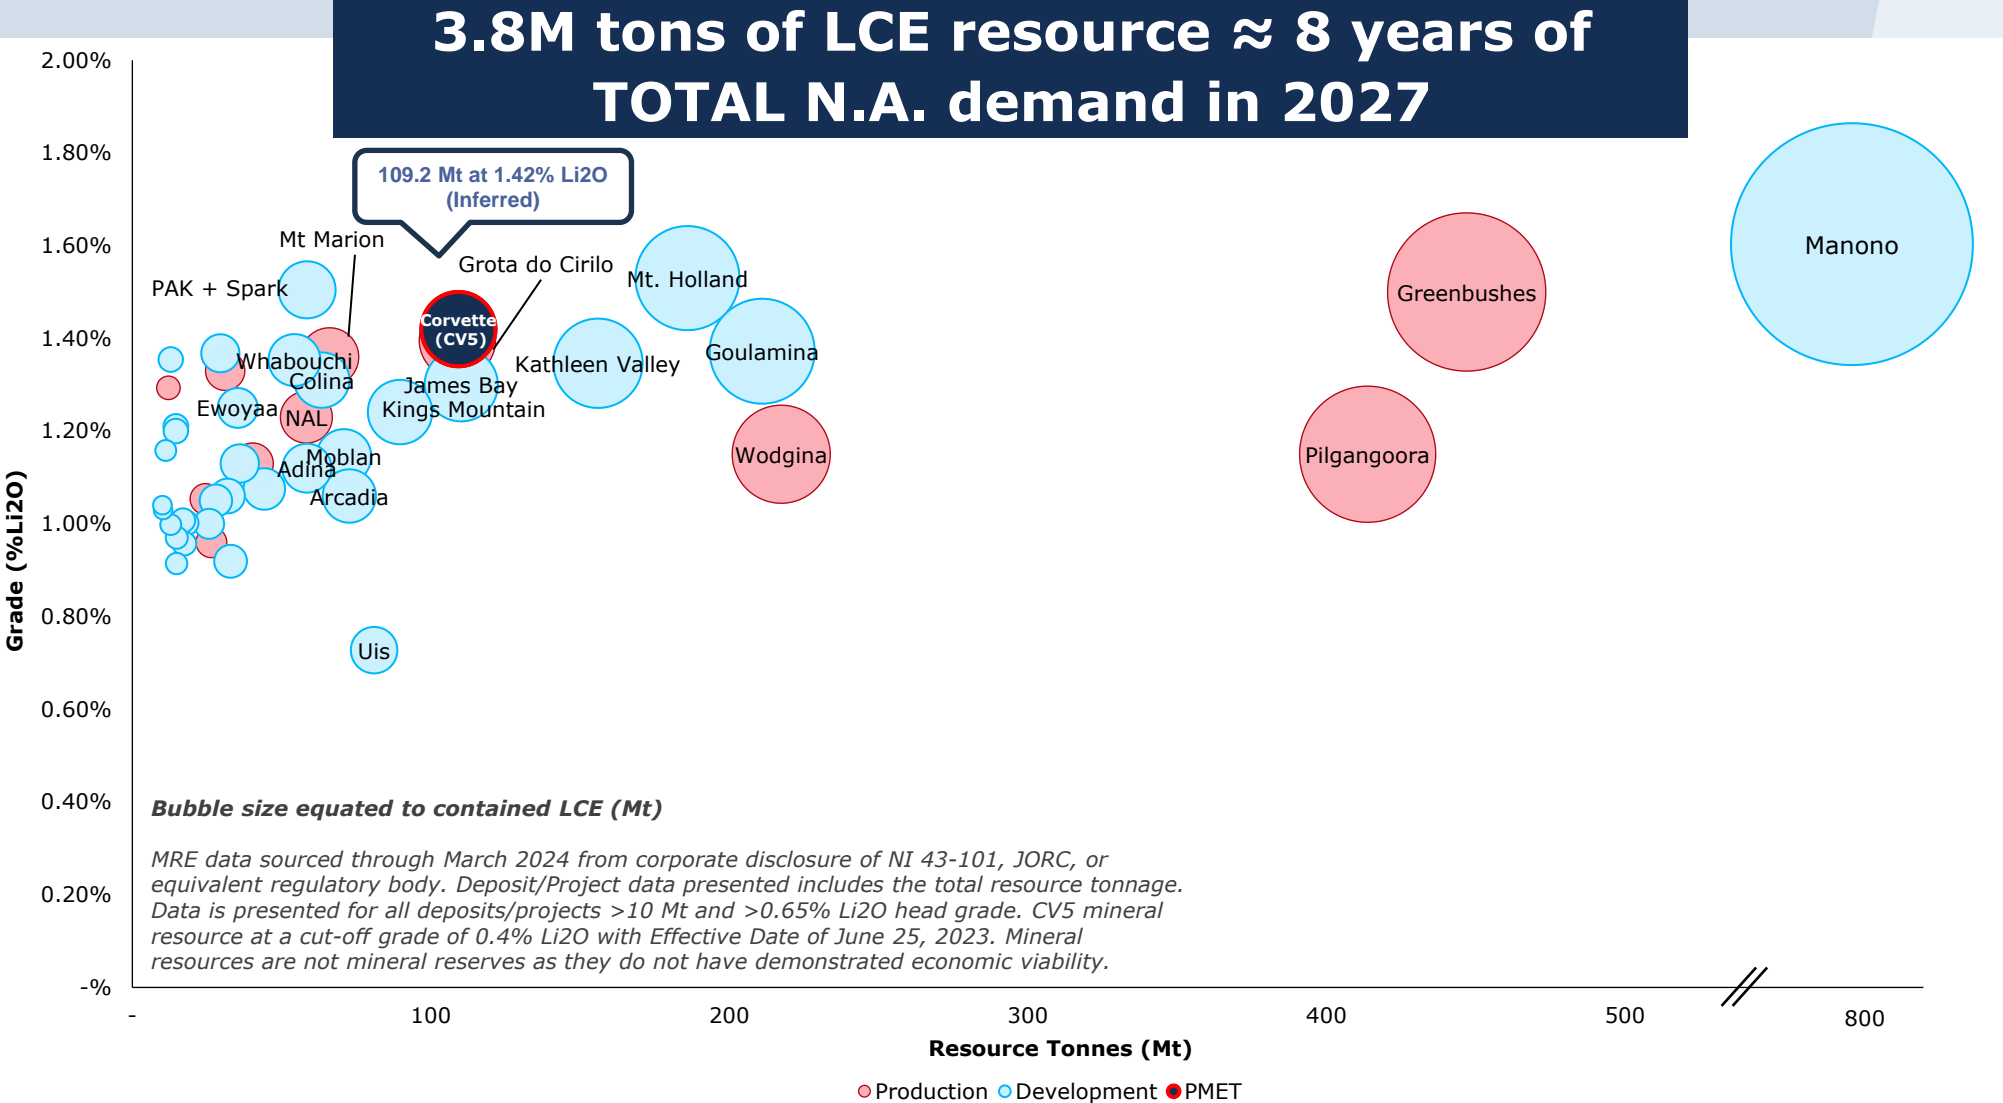 3.8M tons of LCE resource ≈ 8 years of
TOTAL N.A. demand in 2027
2.00%
1.80%
1.60%
1.40%
1.20%
1.00%
0.80%
0.60%
0.40%
0.20%
-%
Grade (%Li2O)
109.2 Mt at 1.42% Li2O
(Inferred)
Mt Marion
Grota do Cirilo
PAK + Spark
Mt. Holland
Manono
Greenbushes
Corvette
(CV5)
Whabouchi
Colina
Kathleen Valley
Goulamina
James Bay
Kings Mountain
Ewoyaa
NAL
Wodgina
Pilgangoora
Moblan
Adina
Arcadia
Uis
Bubble size equated to contained LCE (Mt)
MRE data sourced through March 2024 from corporate disclosure of NI 43-101, JORC, or
equivalent regulatory body. Deposit/Project data presented includes the total resource tonnage.
Data is presented for all deposits/projects >10 Mt and >0.65% Li2O head grade. CV5 mineral
resource at a cut-off grade of 0.4% Li2O with Effective Date of June 25, 2023. Mineral
resources are not mineral reserves as they do not have demonstrated economic viability.
-
100
200
300
400
500
800
Resource Tonnes (Mt)
Production
Development
PMET